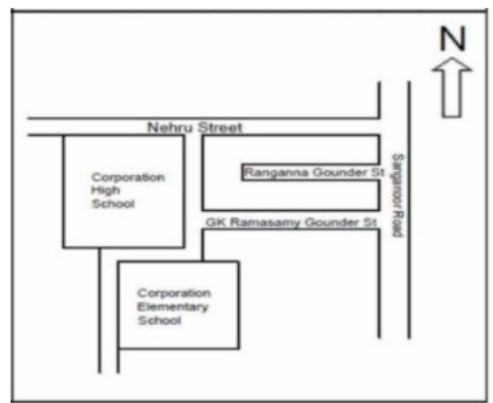 N
Nehru Street
Corporation
High
School
Ranganna Gounder St
Sanganoor Road
GK Ramasamy Gounder St
Corporation
Elementary
School